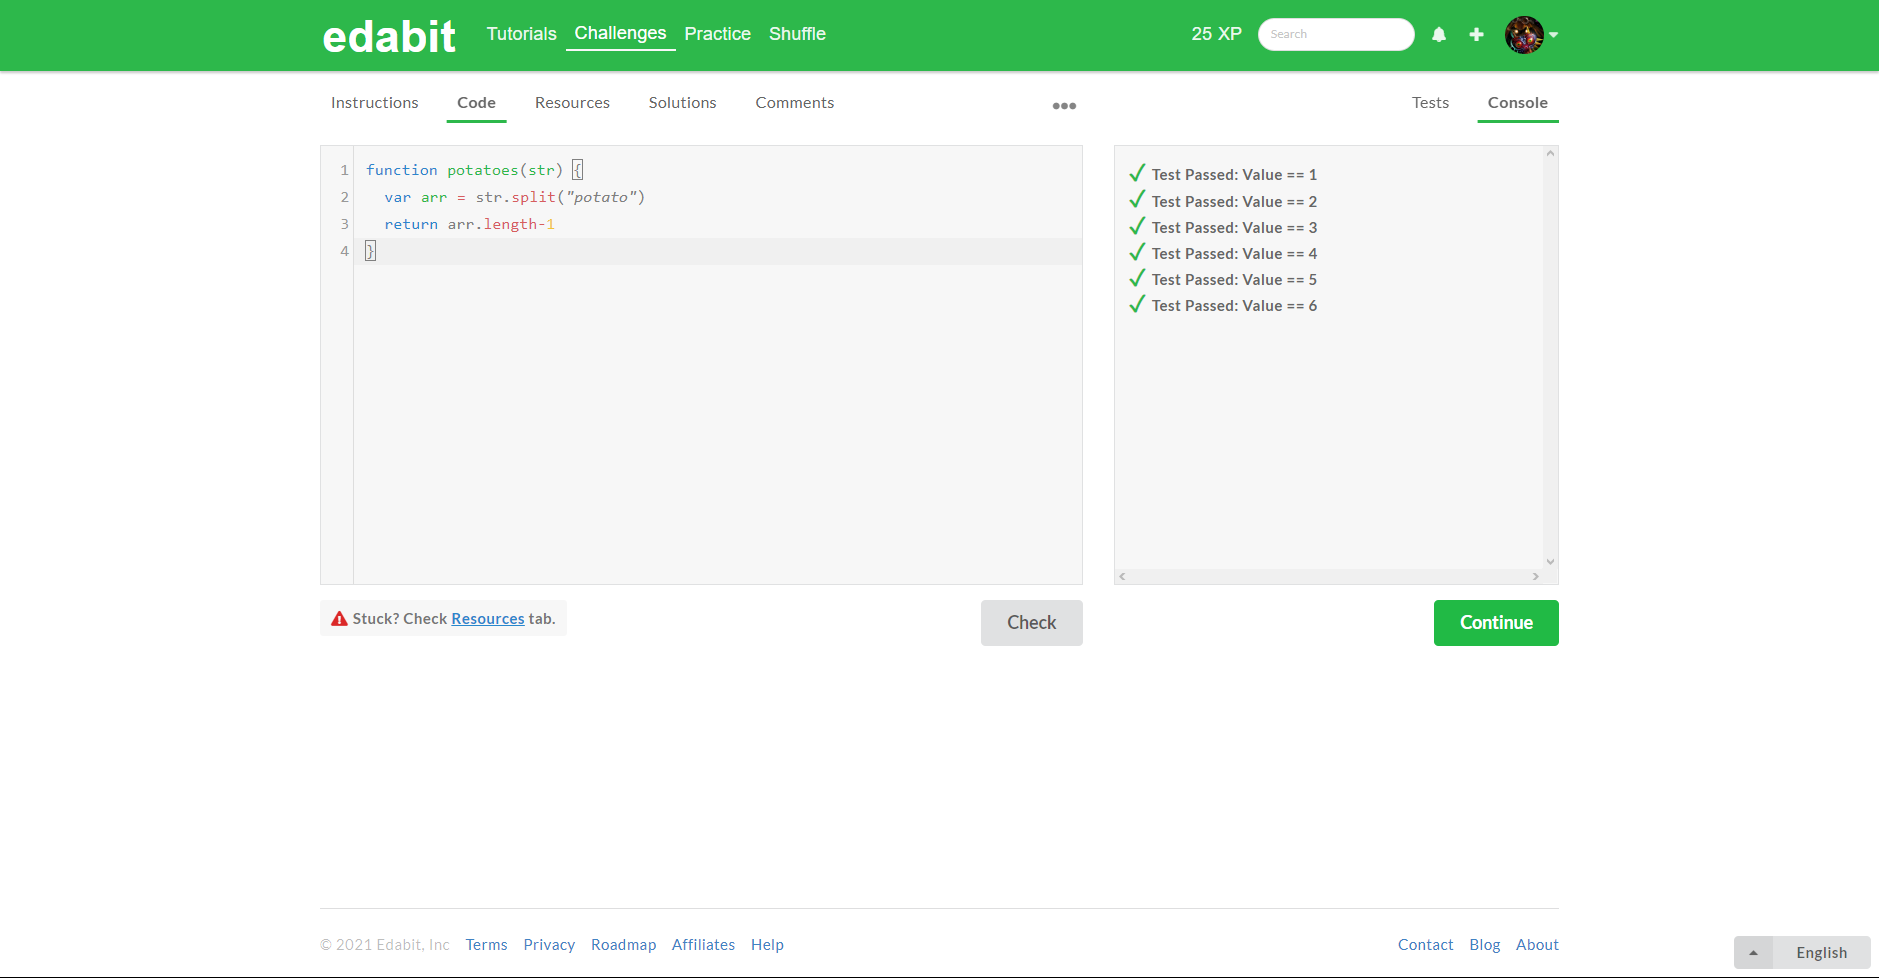 edabit Tutorials Challenges Practice Shuffle 25 XP Search
Instructions Code Resources Solutions Comments ••• Tests Console
1 function potatoes(str) {
2 var arr = str.split("potato")
3 return arr.length-1
4 }
Test Passed: Value == 1
Test Passed: Value == 2
Test Passed: Value == 3
Test Passed: Value == 4
Test Passed: Value == 5
Test Passed: Value == 6
Stuck? Check Resources tab.
Check
Continue
© 2021 Edabit, Inc Terms Privacy Roadmap Affiliates Help Contact Blog About
English